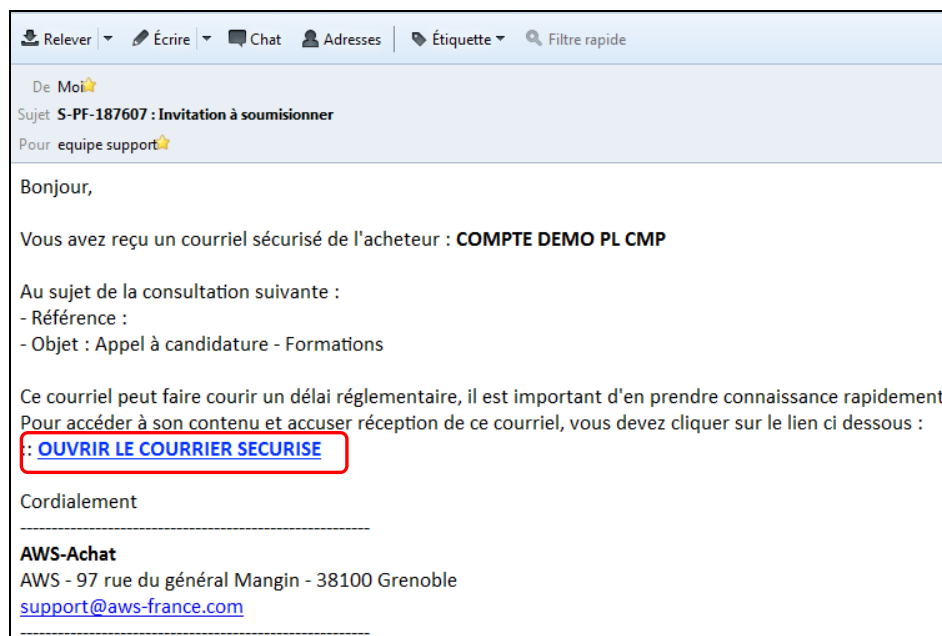 Relever Écrire Chat Adresses Étiquette Filtre rapide
De Moi
Sujet S-PF-187607 : Invitation à soumisionner
Pour equipe support
Bonjour,
Vous avez reçu un courriel sécurisé de l'acheteur : COMPTE DEMO PL CMP
Au sujet de la consultation suivante :
- Référence :
- Objet : Appel à candidature - Formations
Ce courriel peut faire courir un délai réglementaire, il est important d'en prendre connaissance rapidement
Pour accéder à son contenu et accuser réception de ce courriel, vous devez cliquer sur le lien ci dessous :
:: OUVRIR LE COURRIER SECURISE
Cordialement
--------------------------------------------------------
AWS-Achat
AWS - 97 rue du général Mangin - 38100 Grenoble
support@aws-france.com
--------------------------------------------------------